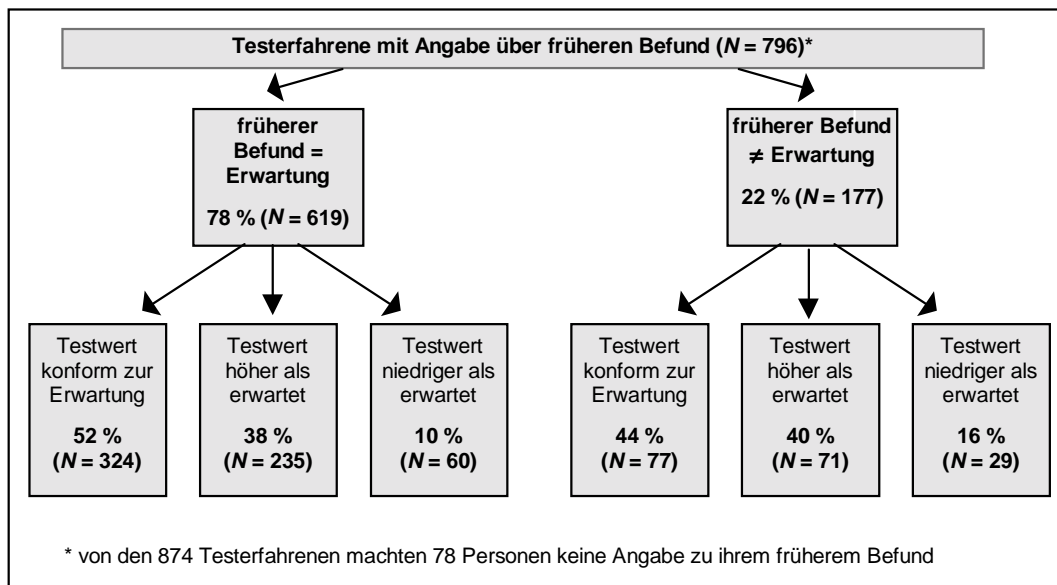 Testerfahrene mit Angabe über früheren Befund (N = 796)*
früherer
Befund =
Erwartung
78 % (N = 619)
früherer Befund
≠ Erwartung
22 % (N = 177)
Testwert
konform zur
Erwartung
52 %
(N = 324)
Testwert
höher als
erwartet
38 %
(N = 235)
Testwert
niedriger als
erwartet
10 %
(N = 60)
Testwert
konform zur
Erwartung
44 %
(N = 77)
Testwert
höher als
erwartet
40 %
(N = 71)
Testwert
niedriger als
erwartet
16 %
(N = 29)
* von den 874 Testerfahrenen machten 78 Personen keine Angabe zu ihrem früherem Befund